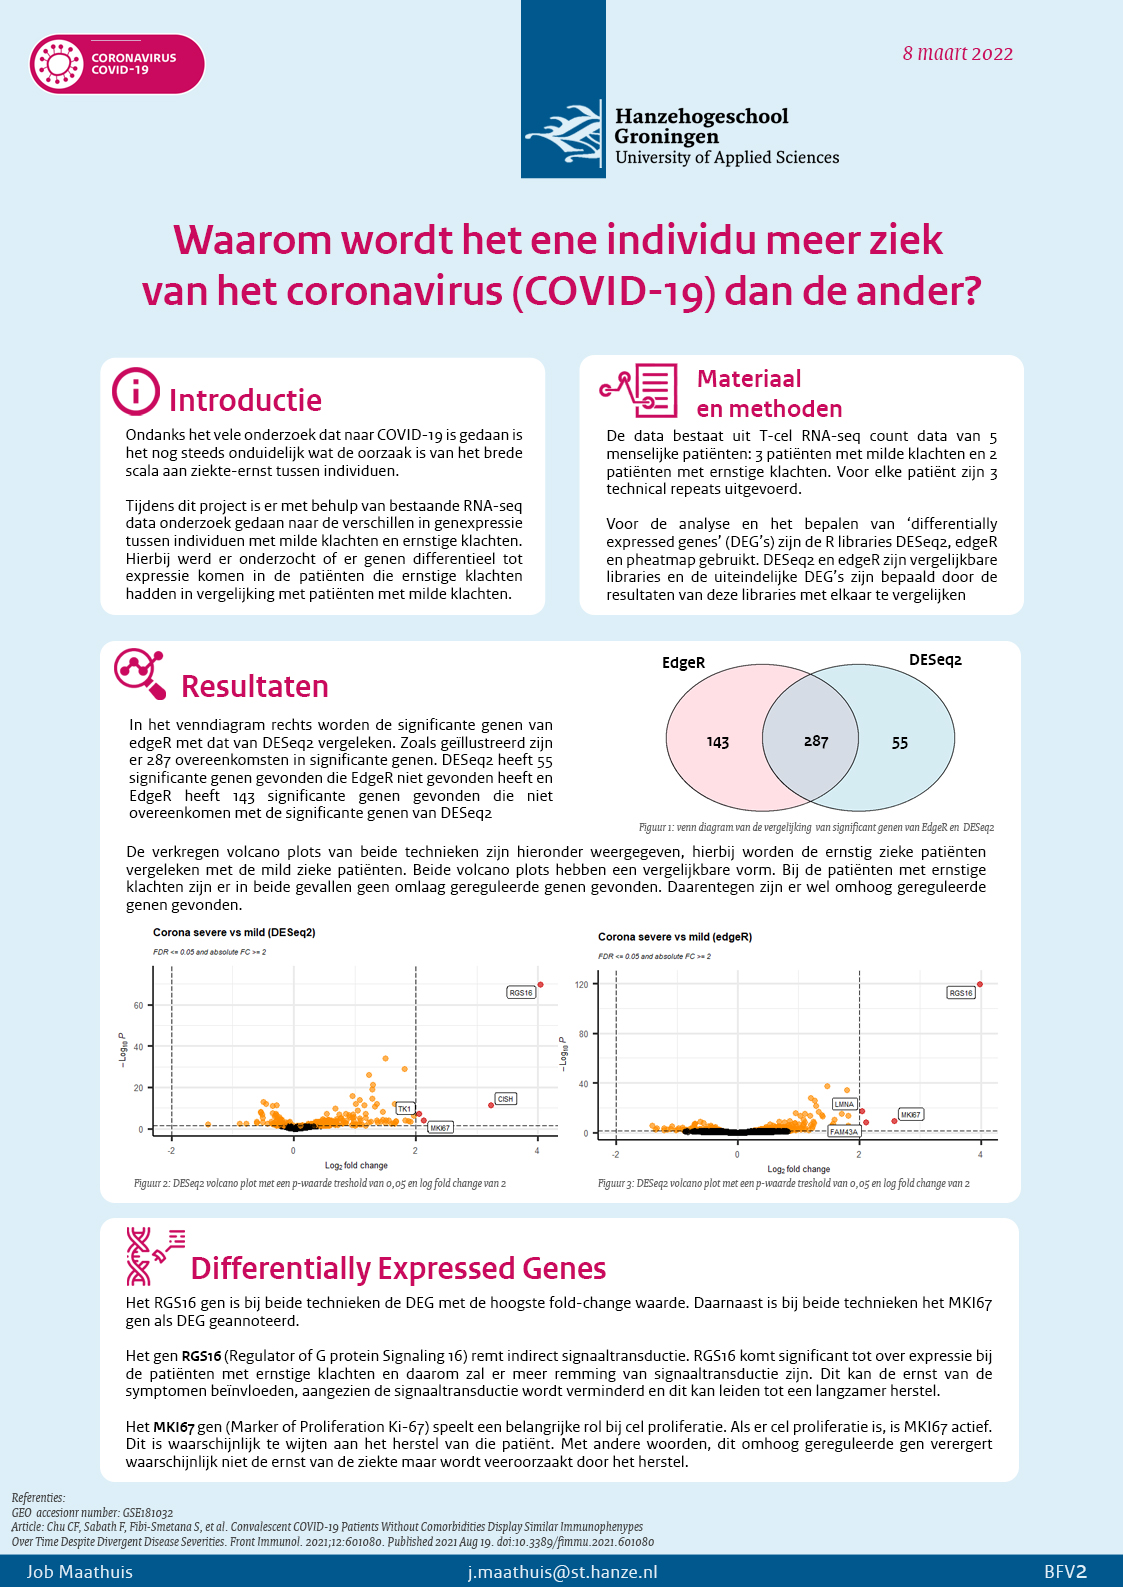 CORONAVIRUS
COVID-19
8 maart 2022
Hanzehogeschool
Groningen
University of Applied Sciences
Waarom wordt het ene individu meer ziek
van het coronavirus (COVID-19) dan de ander?
Introductie
Ondanks het vele onderzoek dat naar COVID-19 is gedaan is
het nog steeds onduidelijk wat de oorzaak is van het brede
scala aan ziekte-ernst tussen individuen.
Tijdens dit project is er met behulp van bestaande RNA-seq
data onderzoek gedaan naar de verschillen in genexpressie
tussen individuen met milde klachten en ernstige klachten.
Hierbij werd er onderzocht of er genen differentieel tot
expressie komen in de patiënten die ernstige klachten
hadden in vergelijking met patiënten met milde klachten.
Materiaal
en methoden
De data bestaat uit T-cel RNA-seq count data van 5
menselijke patiënten: 3 patiënten met milde klachten en 2
patiënten met ernstige klachten. Voor elke patiënt zijn 3
technical repeats uitgevoerd.
Voor de analyse en het bepalen van ‘differentially
expressed genes’ (DEG’s) zijn de R libraries DESeq2, edgeR
en pheatmap gebruikt. DESeq2 en edgeR zijn vergelijkbare
libraries en de uiteindelijke DEG’s zijn bepaald door de
resultaten van deze libraries met elkaar te vergelijken
Resultaten
In het venndiagram rechts worden de significante genen van
edgeR met dat van DESeq2 vergeleken. Zoals geïllustreerd zijn
er 287 overeenkomsten in significante genen. DESeq2 heeft 55
significante genen gevonden die EdgeR niet gevonden heeft en
EdgeR heeft 143 significante genen gevonden die niet
overeenkomen met de significante genen van DESeq2
EdgeR
DESeq2
143
287
55
Figuur 1: venn diagram van de vergelijking van significant genen van EdgeR en DESeq2
De verkregen volcano plots van beide technieken zijn hieronder weergegeven, hierbij worden de ernstig zieke patiënten
vergeleken met de mild zieke patiënten. Beide volcano plots hebben een vergelijkbare vorm. Bij de patiënten met ernstige
klachten zijn er in beide gevallen geen omlaag gereguleerde genen gevonden. Daarentegen zijn er wel omhoog gereguleerde
genen gevonden.
Corona severe vs mild (DESeq2)
FDR <= 0.05 and absolute FC >= 2
−Log10 P
60
40
20
0
RGS16
CISH
TK1
MKI67
-2
0
2
4
Log2 fold change
Figuur 2: DESeq2 volcano plot met een p-waarde treshold van 0,05 en log fold change van 2
Corona severe vs mild (edgeR)
FDR <= 0.05 and absolute FC >= 2
−Log10 P
120
80
40
0
RGS16
LMNA
MKI67
FAM43A
-2
0
2
4
Log2 fold change
Figuur 3: DESeq2 volcano plot met een p-waarde treshold van 0,05 en log fold change van 2
Differentially Expressed Genes
Het RGS16 gen is bij beide technieken de DEG met de hoogste fold-change waarde. Daarnaast is bij beide technieken het MKI67
gen als DEG geannoteerd.
Het gen RGS16 (Regulator of G protein Signaling 16) remt indirect signaaltransductie. RGS16 komt significant tot over expressie bij
de patiënten met ernstige klachten en daarom zal er meer remming van signaaltransductie zijn. Dit kan de ernst van de
symptomen beïnvloeden, aangezien de signaaltransductie wordt verminderd en dit kan leiden tot een langzamer herstel.
Het MKI67 gen (Marker of Proliferation Ki-67) speelt een belangrijke rol bij cel proliferatie. Als er cel proliferatie is, is MKI67 actief.
Dit is waarschijnlijk te wijten aan het herstel van die patiënt. Met andere woorden, dit omhoog gereguleerde gen verergert
waarschijnlijk niet de ernst van de ziekte maar wordt veeroorzaakt door het herstel.
Referenties:
GEO accesionr number: GSE181032
Article: Chu CF, Sabath F, Fibi-Smetana S, et al. Convalescent COVID-19 Patients Without Comorbidities Display Similar Immunophenypes
Over Time Despite Divergent Disease Severities. Front Immunol. 2021;12:601080. Published 2021 Aug 19. doi:10.3389/fimmu.2021.601080
Job Maathuis
j.maathuis@st.hanze.nl
BFV2